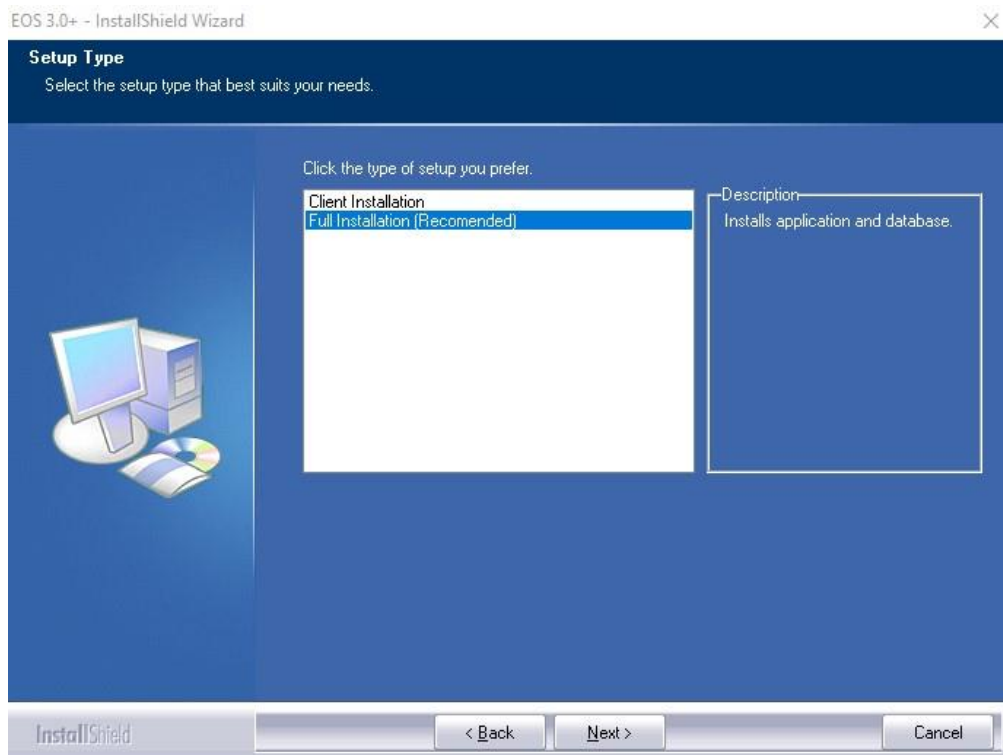 EOS 3.0+ - InstallShield Wizard
Setup Type
Select the setup type that best suits your needs.
Click the type of setup you prefer.
Client Installation
Full Installation (Recomended)
Description
Installs application and database.
InstallShield
< Back
Next >
Cancel